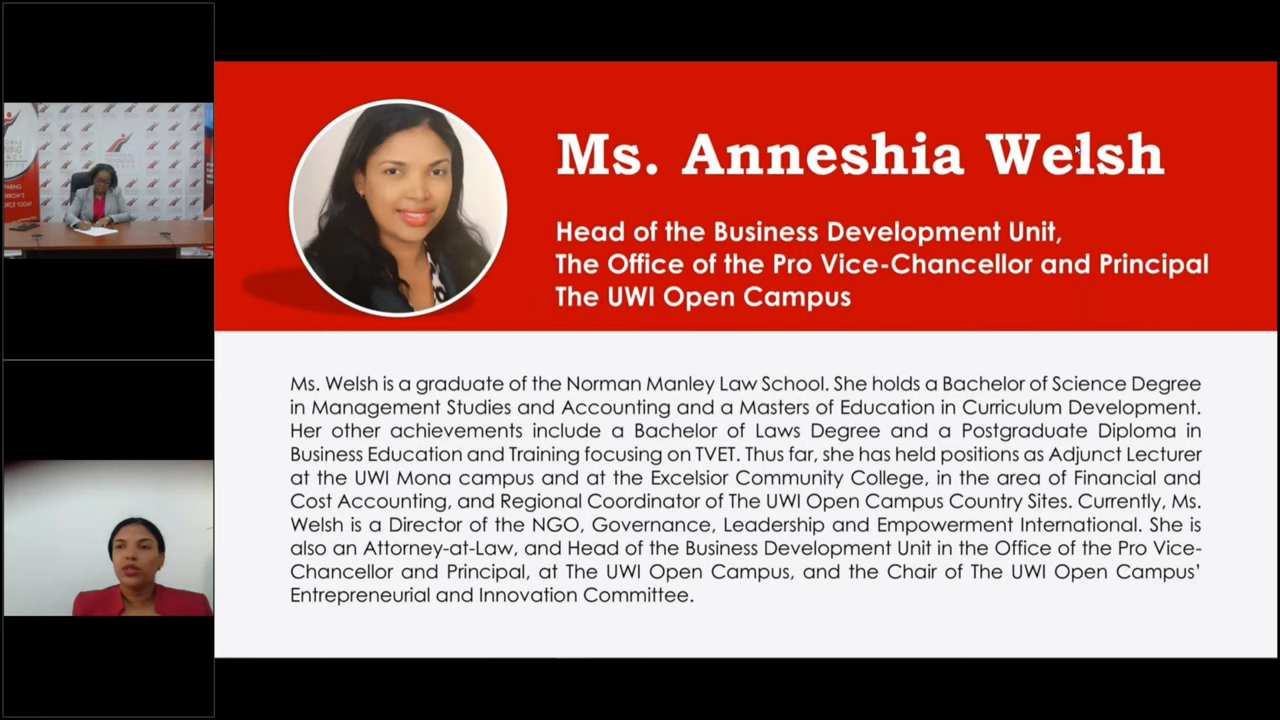 Ms. Anneshia Welsh
Head of the Business Development Unit,
The Office of the Pro Vice-Chancellor and Principal
The UWI Open Campus
Ms. Welsh is a graduate of the Norman Manley Law School. She holds a Bachelor of Science Degree
in Management Studies and Accounting and a Masters of Education in Curriculum Development.
Her other achievements include a Bachelor of Laws Degree and a Postgraduate Diploma in
Business Education and Training focusing on TVET. Thus far, she has held positions as Adjunct Lecturer
at the UWI Mona campus and at the Excelsior Community College, in the area of Financial and
Cost Accounting, and Regional Coordinator of The UWI Open Campus Country Sites. Currently, Ms.
Welsh is a Director of the NGO, Governance, Leadership and Empowerment International. She is
also an Attorney-at-Law, and Head of the Business Development Unit in the Office of the Pro Vice-
Chancellor and Principal, at The UWI Open Campus, and the Chair of The UWI Open Campus’
Entrepreneurial and Innovation Committee.